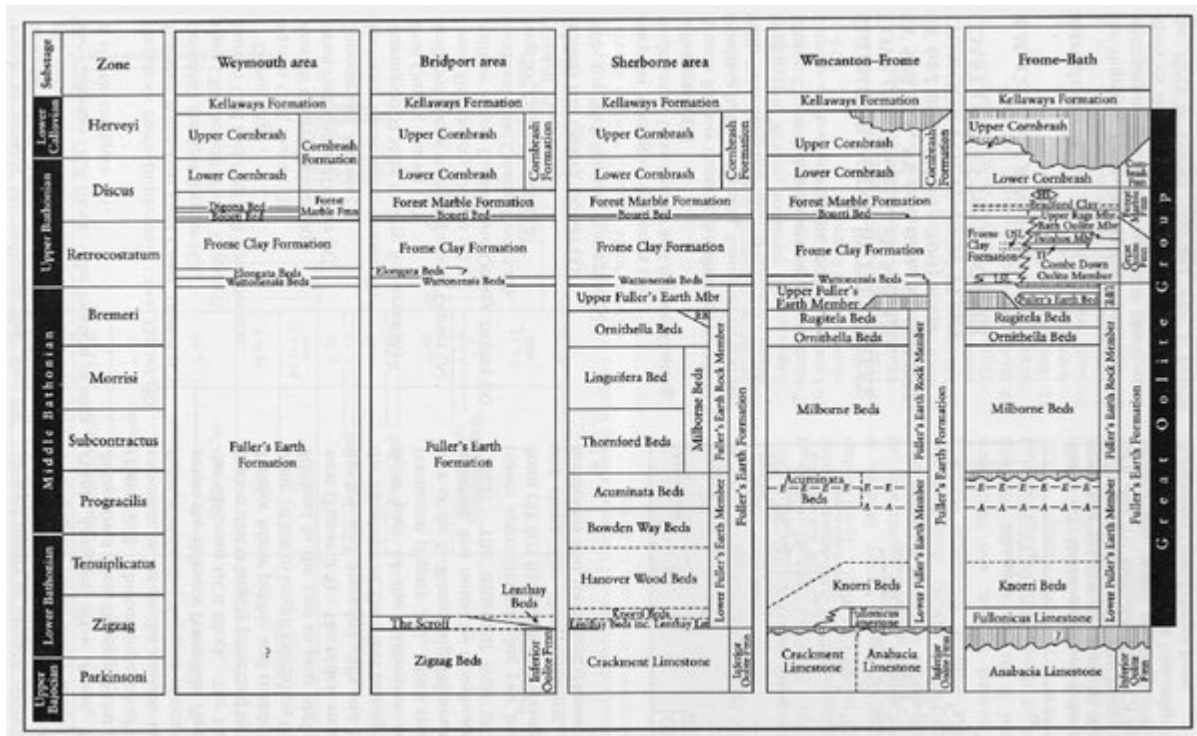 Substage
Zone
Weymouth area
Bridport area
Sherborne area
Wincanton–Frome
Frome–Bath
Lower Callovian
Upper Bathonian
Middle Bathonian
Lower Bathonian
Upper Bajocian
Herveyi
Discus
Retrocostatum
Bremeri
Morrisi
Subcontractus
Progracilis
Tenuiplicatus
Zigzag
Parkinsoni
Kellaways Formation
Upper Cornbrash
Lower Cornbrash
Cornbrash
Formation
Digona Bed
Boueti Bed
Forest
Marble Fmn
Frome Clay Formation
Elongata Beds
Wattonensis Beds
Fuller's Earth
Formation
?
Kellaways Formation
Upper Cornbrash
Lower Cornbrash
Cornbrash
Formation
Forest Marble Formation
Boueti Bed
Frome Clay Formation
Elongata Beds
Wattonensis Beds
Fuller's Earth
Formation
Lenthay
Beds
The Scroff
Zigzag Beds
Inferior
Oolite Fmn
Kellaways Formation
Upper Cornbrash
Lower Cornbrash
Cornbrash
Formation
Forest Marble Formation
Boueti Bed
Frome Clay Formation
Wattonensis Beds
Upper Fuller's Earth Mbr
RB
Ornithella Beds
Linguifera Bed
Milborne Beds
Thornford Beds
Fuller's Earth Rock Member
Acuminata Beds
Bowden Way Beds
Hanover Wood Beds
Knorri Beds
Lenthay Beds inc. Lenthay Lst
Lower Fuller's Earth Member
Fuller's Earth Formation
Crackment Limestone
Inferior
Oolite Fmn
Kellaways Formation
Upper Cornbrash
Lower Cornbrash
Cornbrash
Formation
Forest Marble Formation
Boueti Bed
Frome Clay Formation
Wattonensis Beds
Upper Fuller's
Earth Member
Rugitela Beds
Ornithella Beds
Milborne Beds
Fuller's Earth Rock Member
Acuminata
E – E – E – E – E – E – E
Beds
A – A
Knorri Beds
Fullonicus
Limestone
Lower Fuller's Earth Member
Fuller's Earth Formation
Crackment
Limestone
Anabacia
Limestone
Inferior
Oolite Fmn
Kellaways Formation
Upper Cornbrash
Lower Cornbrash
Bradford Clay
Forest
Marble
Fmn
Upper Rags Mbr
Bath Oolite Mbr
Twinhoe Mbr
Frome
Clay
Formation
USL
Combe Down
Oolite Member
LSL
Great
Oolite
Fmn
Fuller's Earth Bed
Rugitela Beds
Ornithella Beds
Milborne Beds
Fuller's Earth Rock Member
E – E – E – E – E – E
A – A – A – A – A – A
Knorri Beds
Fullonicus Limestone
Lower Fuller's Earth Member
Fuller's Earth Formation
?
Anabacia Limestone
Inferior
Oolite
Fmn
Great Oolite Group